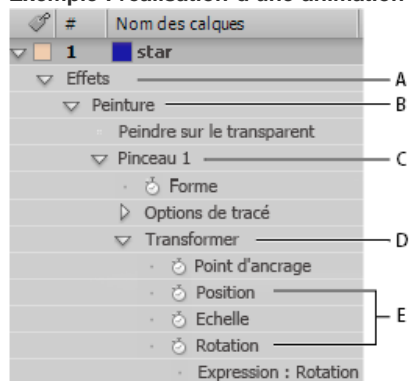 Exemple : réalisation d'une animation
# Nom des calques
1 star
Effets A
Peinture B
Peindre sur le transparent
Pinceau 1 C
Forme
Options de tracé
Transformer D
Point d'ancrage
Position
Echelle E
Rotation
Expression : Rotation